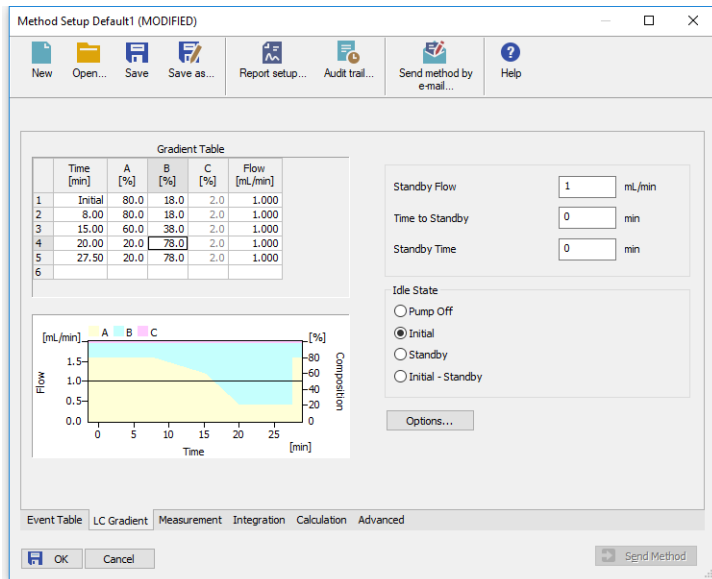 Method Setup Default1 (MODIFIED)
New Open... Save Save as... Report setup... Audit trail... Send method by e-mail... Help
Gradient Table
Time [min] A [%] B [%] C [%] Flow [mL/min]
1 Initial 80.0 18.0 2.0 1.000
2 8.00 80.0 18.0 2.0 1.000
3 15.00 60.0 38.0 2.0 1.000
4 20.00 20.0 78.0 2.0 1.000
5 27.50 20.0 78.0 2.0 1.000
6
[mL/min] A B C [%]
1.5 80
1.0 60
0.5 40
0.0 20
0
Flow
Composition
0 5 10 15 20 25
Time [min]
Standby Flow 1 mL/min
Time to Standby 0 min
Standby Time 0 min
Idle State
Pump Off
Initial
Standby
Initial - Standby
Options...
Event Table LC Gradient Measurement Integration Calculation Advanced
OK Cancel Send Method